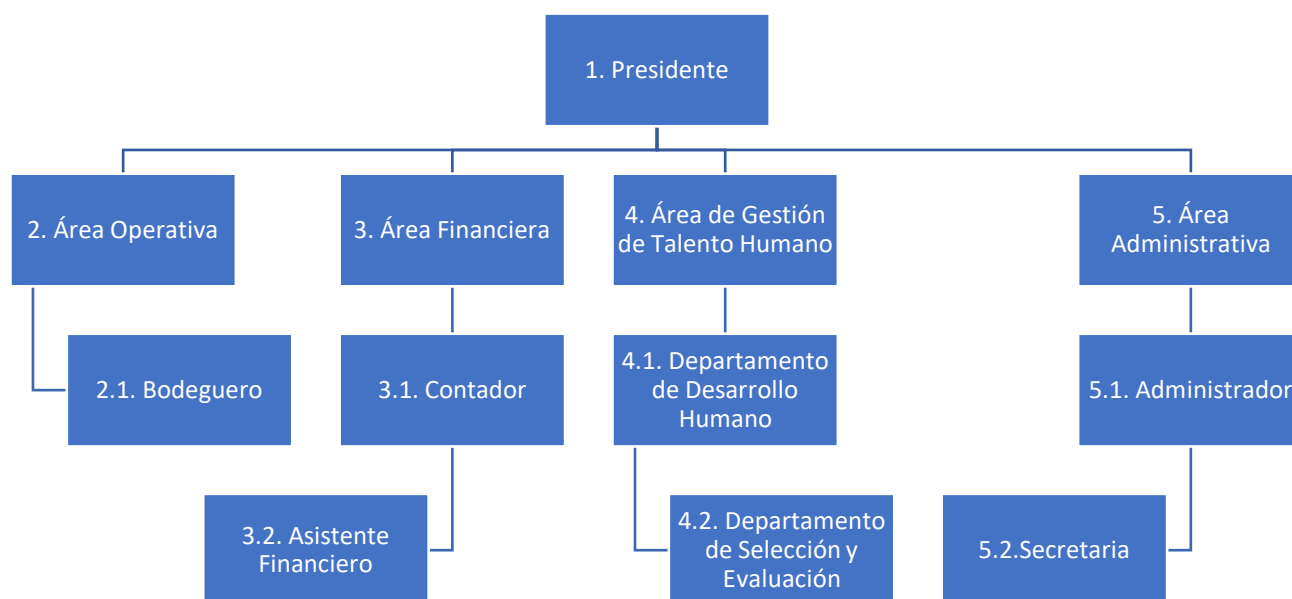 1. Presidente
2. Área Operativa
3. Área Financiera
4. Área de Gestión
de Talento Humano
5. Área
Administrativa
2.1. Bodeguero
3.1. Contador
4.1. Departamento
de Desarrollo
Humano
5.1. Administrador
3.2. Asistente
Financiero
4.2. Departamento
de Selección y
Evaluación
5.2.Secretaria